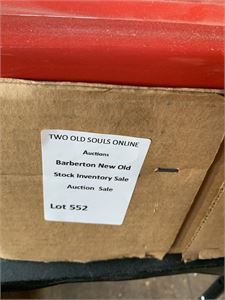 TWO OLD SOULS ONLINE
Auctions
Barberton New Old
Stock Inventory Sale
Auction Sale
Lot 552